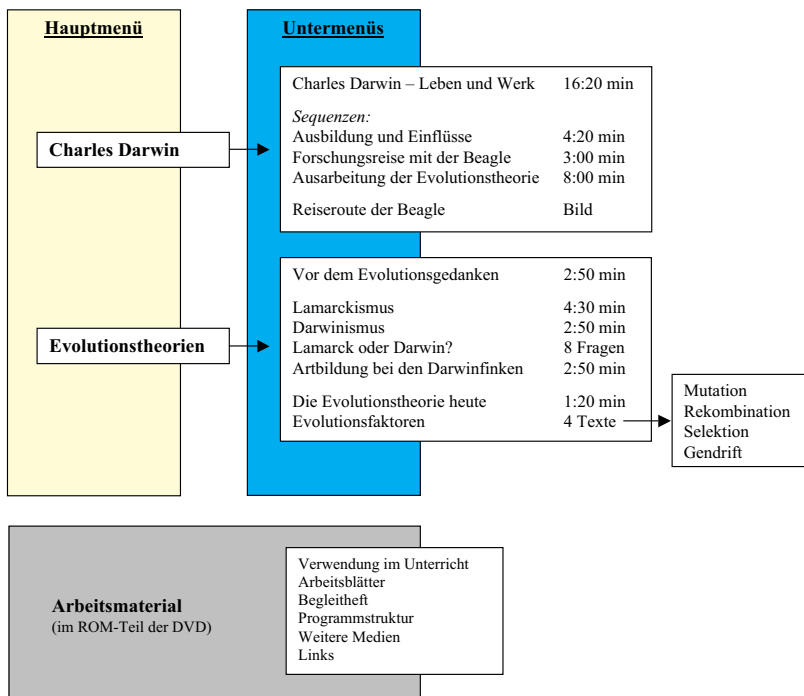 Hauptmenü
Untermenüs
Charles Darwin
Charles Darwin – Leben und Werk 16:20 min
Sequenzen:
Ausbildung und Einflüsse 4:20 min
Forschungsreise mit der Beagle 3:00 min
Ausarbeitung der Evolutionstheorie 8:00 min
Reiseroute der Beagle Bild
Evolutionstheorien
Vor dem Evolutionsgedanken 2:50 min
Lamarckismus 4:30 min
Darwinismus 2:50 min
Lamarck oder Darwin? 8 Fragen
Artbildung bei den Darwinfinken 2:50 min
Die Evolutionstheorie heute 1:20 min
Evolutionsfaktoren 4 Texte
Mutation
Rekombination
Selektion
Gendrift
Arbeitsmaterial
(im ROM-Teil der DVD)
Verwendung im Unterricht
Arbeitsblätter
Begleitheft
Programmstruktur
Weitere Medien
Links